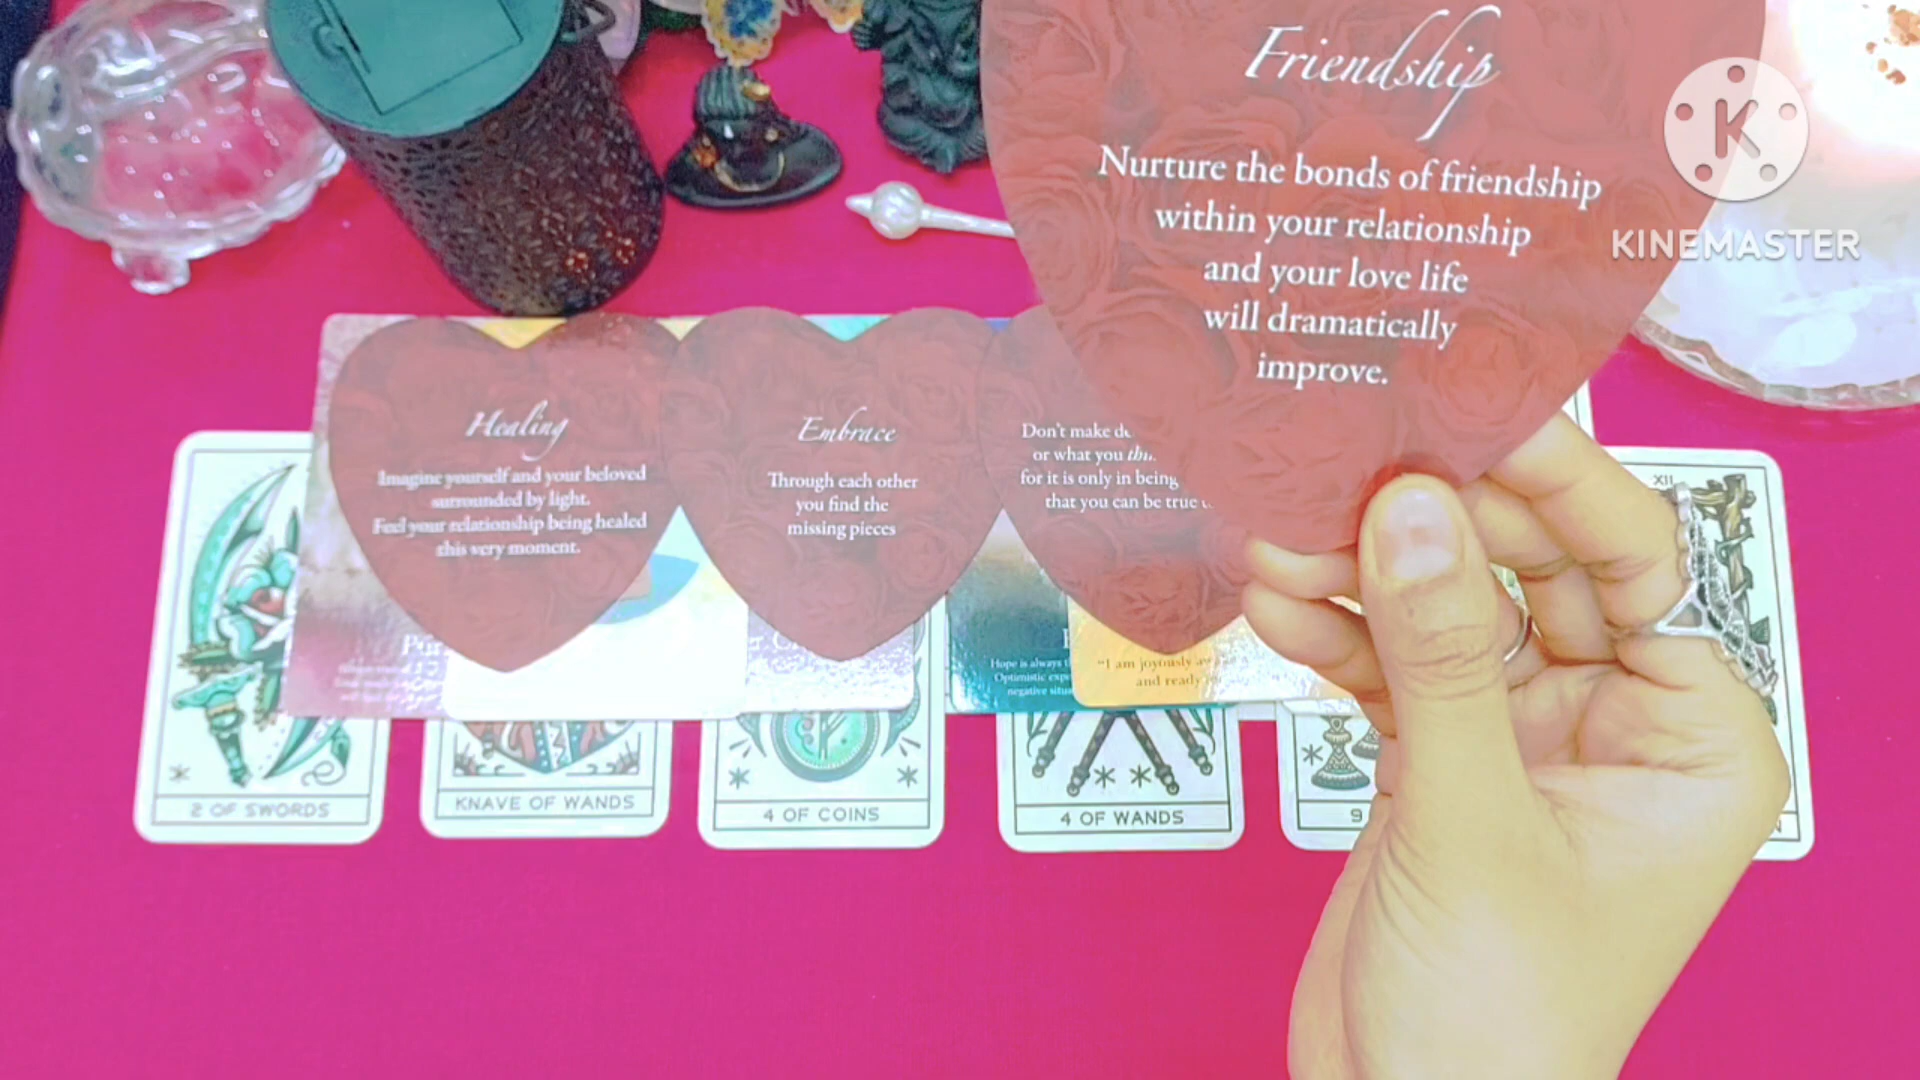 Friendship
Nurture the bonds of friendship
within your relationship
and your love life
will dramatically
improve.
K
KINEMASTER
Healing
Imagine yourself and your beloved
surrounded by light.
Feel your relationship being healed
this very moment.
Embrace
Through each other
you find the
missing pieces
Don't make
or what you
for it is only in being
that you can be true
Hope is always
Optimistic
negative
"I am joyously
and ready
XII
2 OF SWORDS
KNAVE OF WANDS
4 OF COINS
4 OF WANDS
9